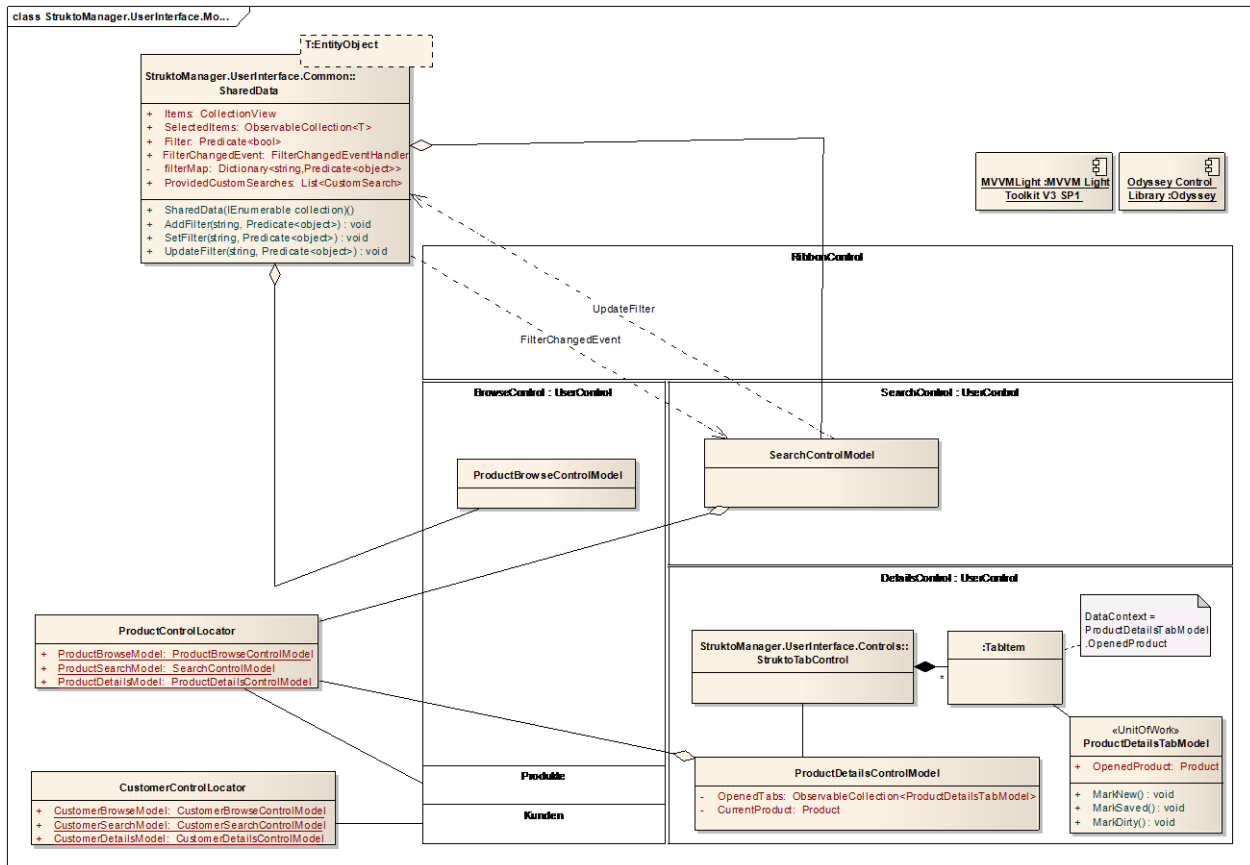 class StruktoManager.UserInterface.Mo...
T:EntityObject
StruktoManager.UserInterface.Common::
SharedData
+ Items: CollectionView
+ SelectedItems: ObservableCollection<T>
+ Filter: Predicate<bool>
+ FilterChangedEvent: FilterChangedEventHandler
- filterMap: Dictionary<string,Predicate<object>>
+ ProvidedCustomSearches: List<CustomSearch>
+ SharedData(IEnumerable collection)()
+ AddFilter(string, Predicate<object>) : void
+ SetFilter(string, Predicate<object>) : void
+ UpdateFilter(string, Predicate<object>) : void
MVVMLight :MVVM Light
Toolkit V3 SP1
Odyssey Control
Library :Odyssey
RibbonControl
UpdateFilter
FilterChangedEvent
BrowseControl : UserControl
SearchControl : UserControl
SearchControlModel
ProductBrowseControlModel
DetailsControl : UserControl
DataContext =
ProductDetailsTabModel
.OpenedProduct
ProductControlLocator
+ ProductBrowseModel: ProductBrowseControlModel
+ ProductSearchModel: SearchControlModel
+ ProductDetailsModel: ProductDetailsControlModel
StruktoManager.UserInterface.Controls::
StruktoTabControl
:TabItem
*
«UnitOfWork»
ProductDetailsTabModel
+ OpenedProduct: Product
+ MarkNew() : void
+ MarkSaved() : void
+ MarkDirty() : void
ProductDetailsControlModel
- OpenedTabs: ObservableCollection<ProductDetailsTabModel>
- CurrentProduct: Product
Produkte
Kunden
CustomerControlLocator
+ CustomerBrowseModel: CustomerBrowseControlModel
+ CustomerSearchModel: CustomerSearchControlModel
+ CustomerDetailsModel: CustomerDetailsControlModel